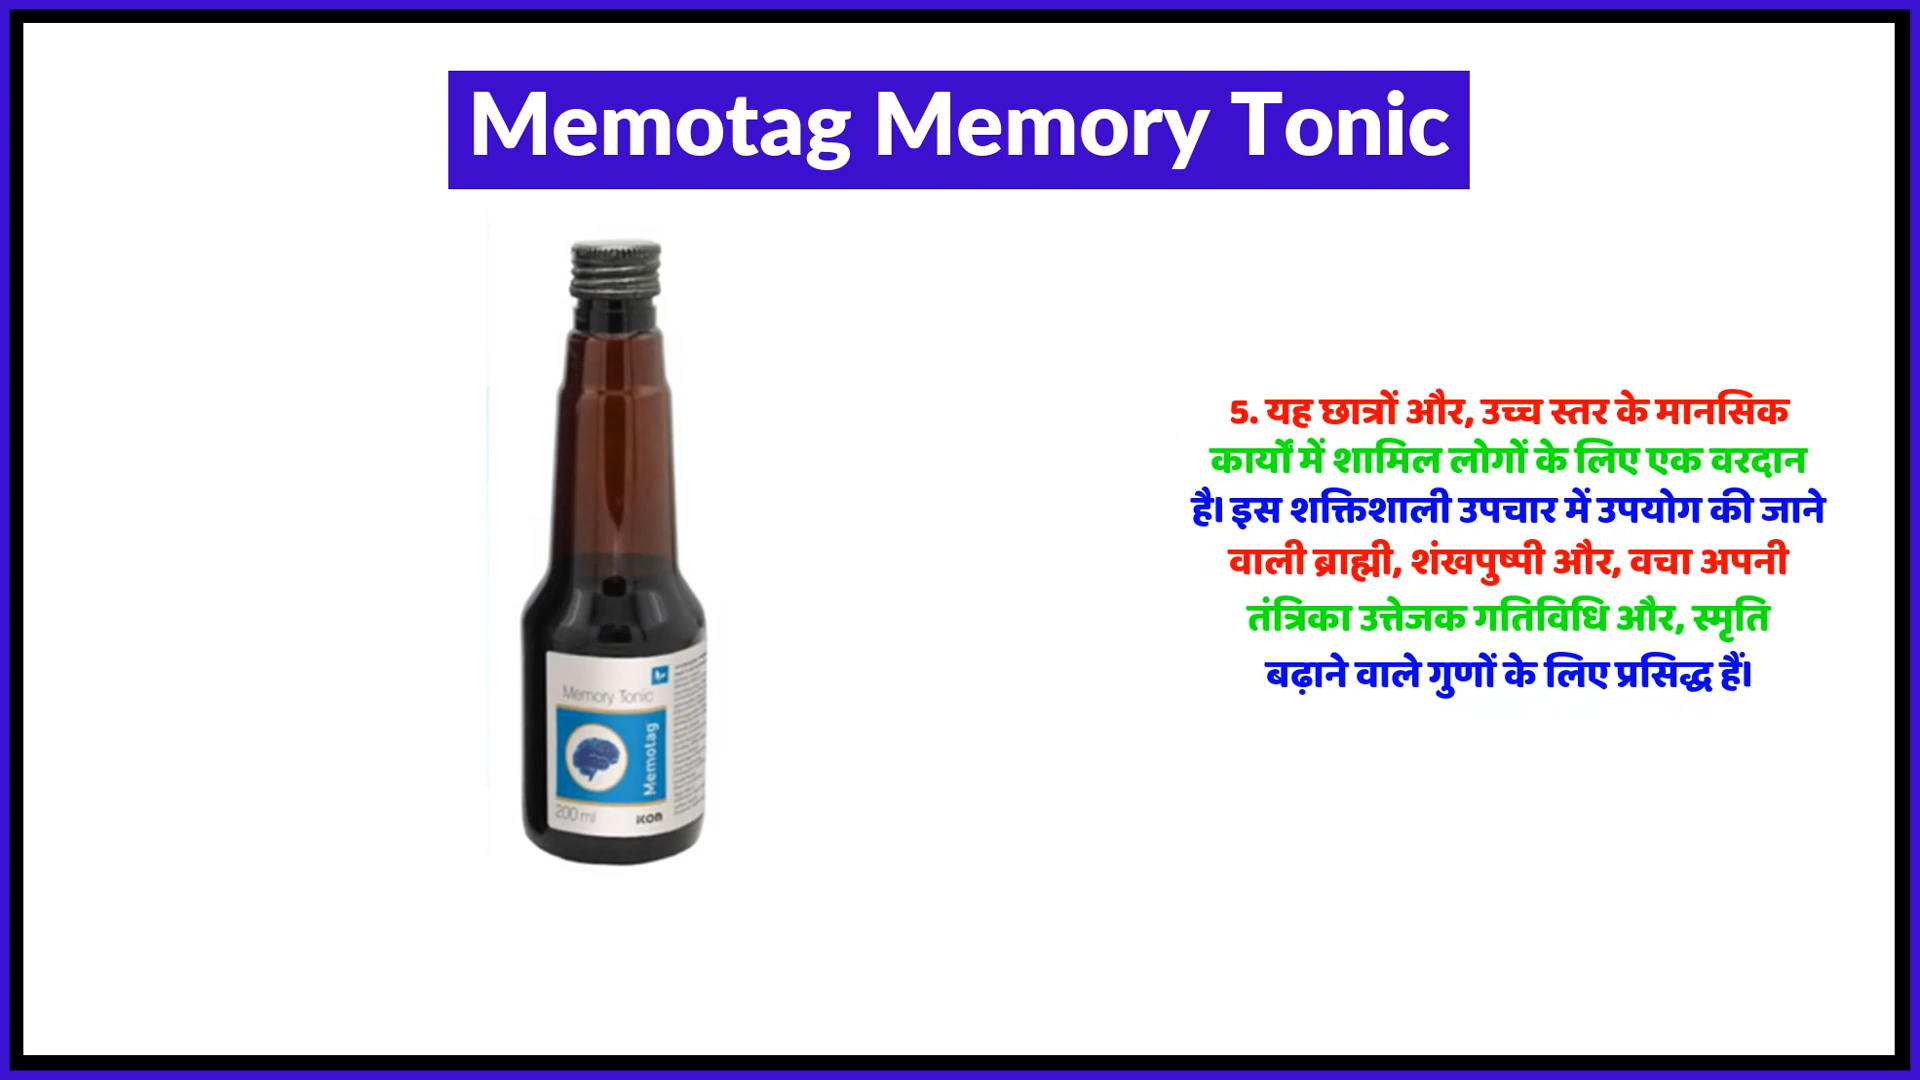 Memotag Memory Tonic
5. यह छात्रों और, उच्च स्तर के मानसिक
कार्यों में शामिल लोगों के लिए एक वरदान
है। इस शक्तिशाली उपचार में उपयोग की जाने
वाली ब्राह्मी, शंखपुष्पी और, वचा अपनी
तंत्रिका उत्तेजक गतिविधि और, स्मृति
बढ़ाने वाले गुणों के लिए प्रसिद्ध हैं।
Memory Tonic
Memotag
200 ml
icon